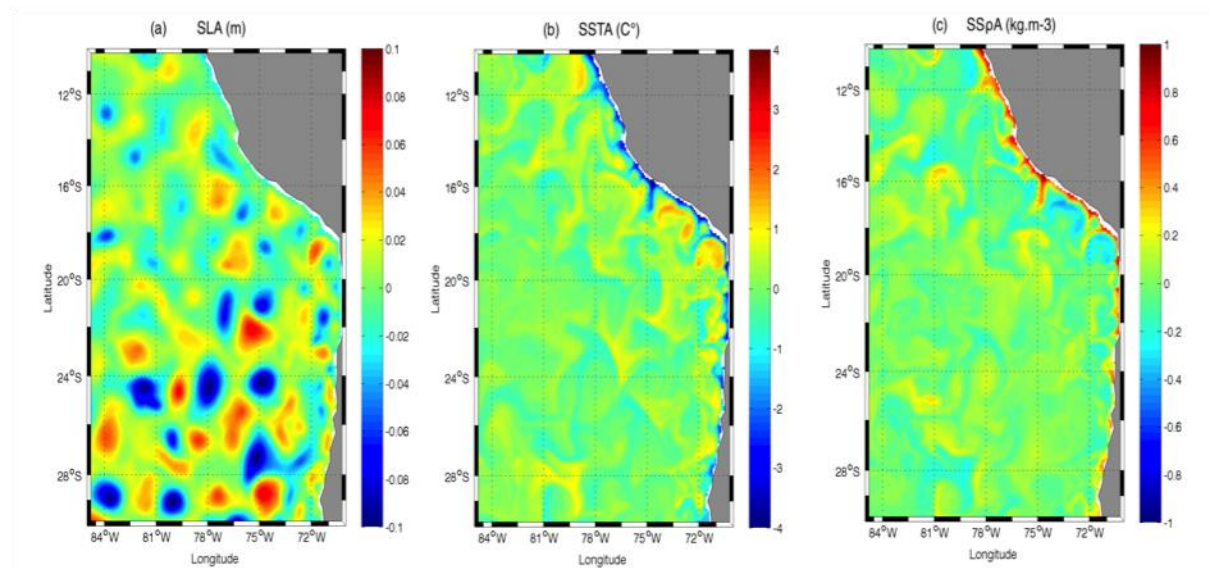 (a) SLA (m)
(b) SSTA (C°)
(c) SSρA (kg.m-3)
0.1
0.08
0.06
0.04
0.02
0
-0.02
-0.04
-0.06
-0.08
-0.1
12°S
16°S
20°S
24°S
28°S
Latitude
84°W 81°W 78°W 75°W 72°W
Longitude
4
3
2
1
0
-1
-2
-3
-4
12°S
16°S
20°S
24°S
28°S
Latitude
84°W 81°W 78°W 75°W 72°W
Longitude
1
0.8
0.6
0.4
0.2
0
-0.2
-0.4
-0.6
-0.8
-1
12°S
16°S
20°S
24°S
28°S
Latitude
84°W 81°W 78°W 75°W 72°W
Longitude